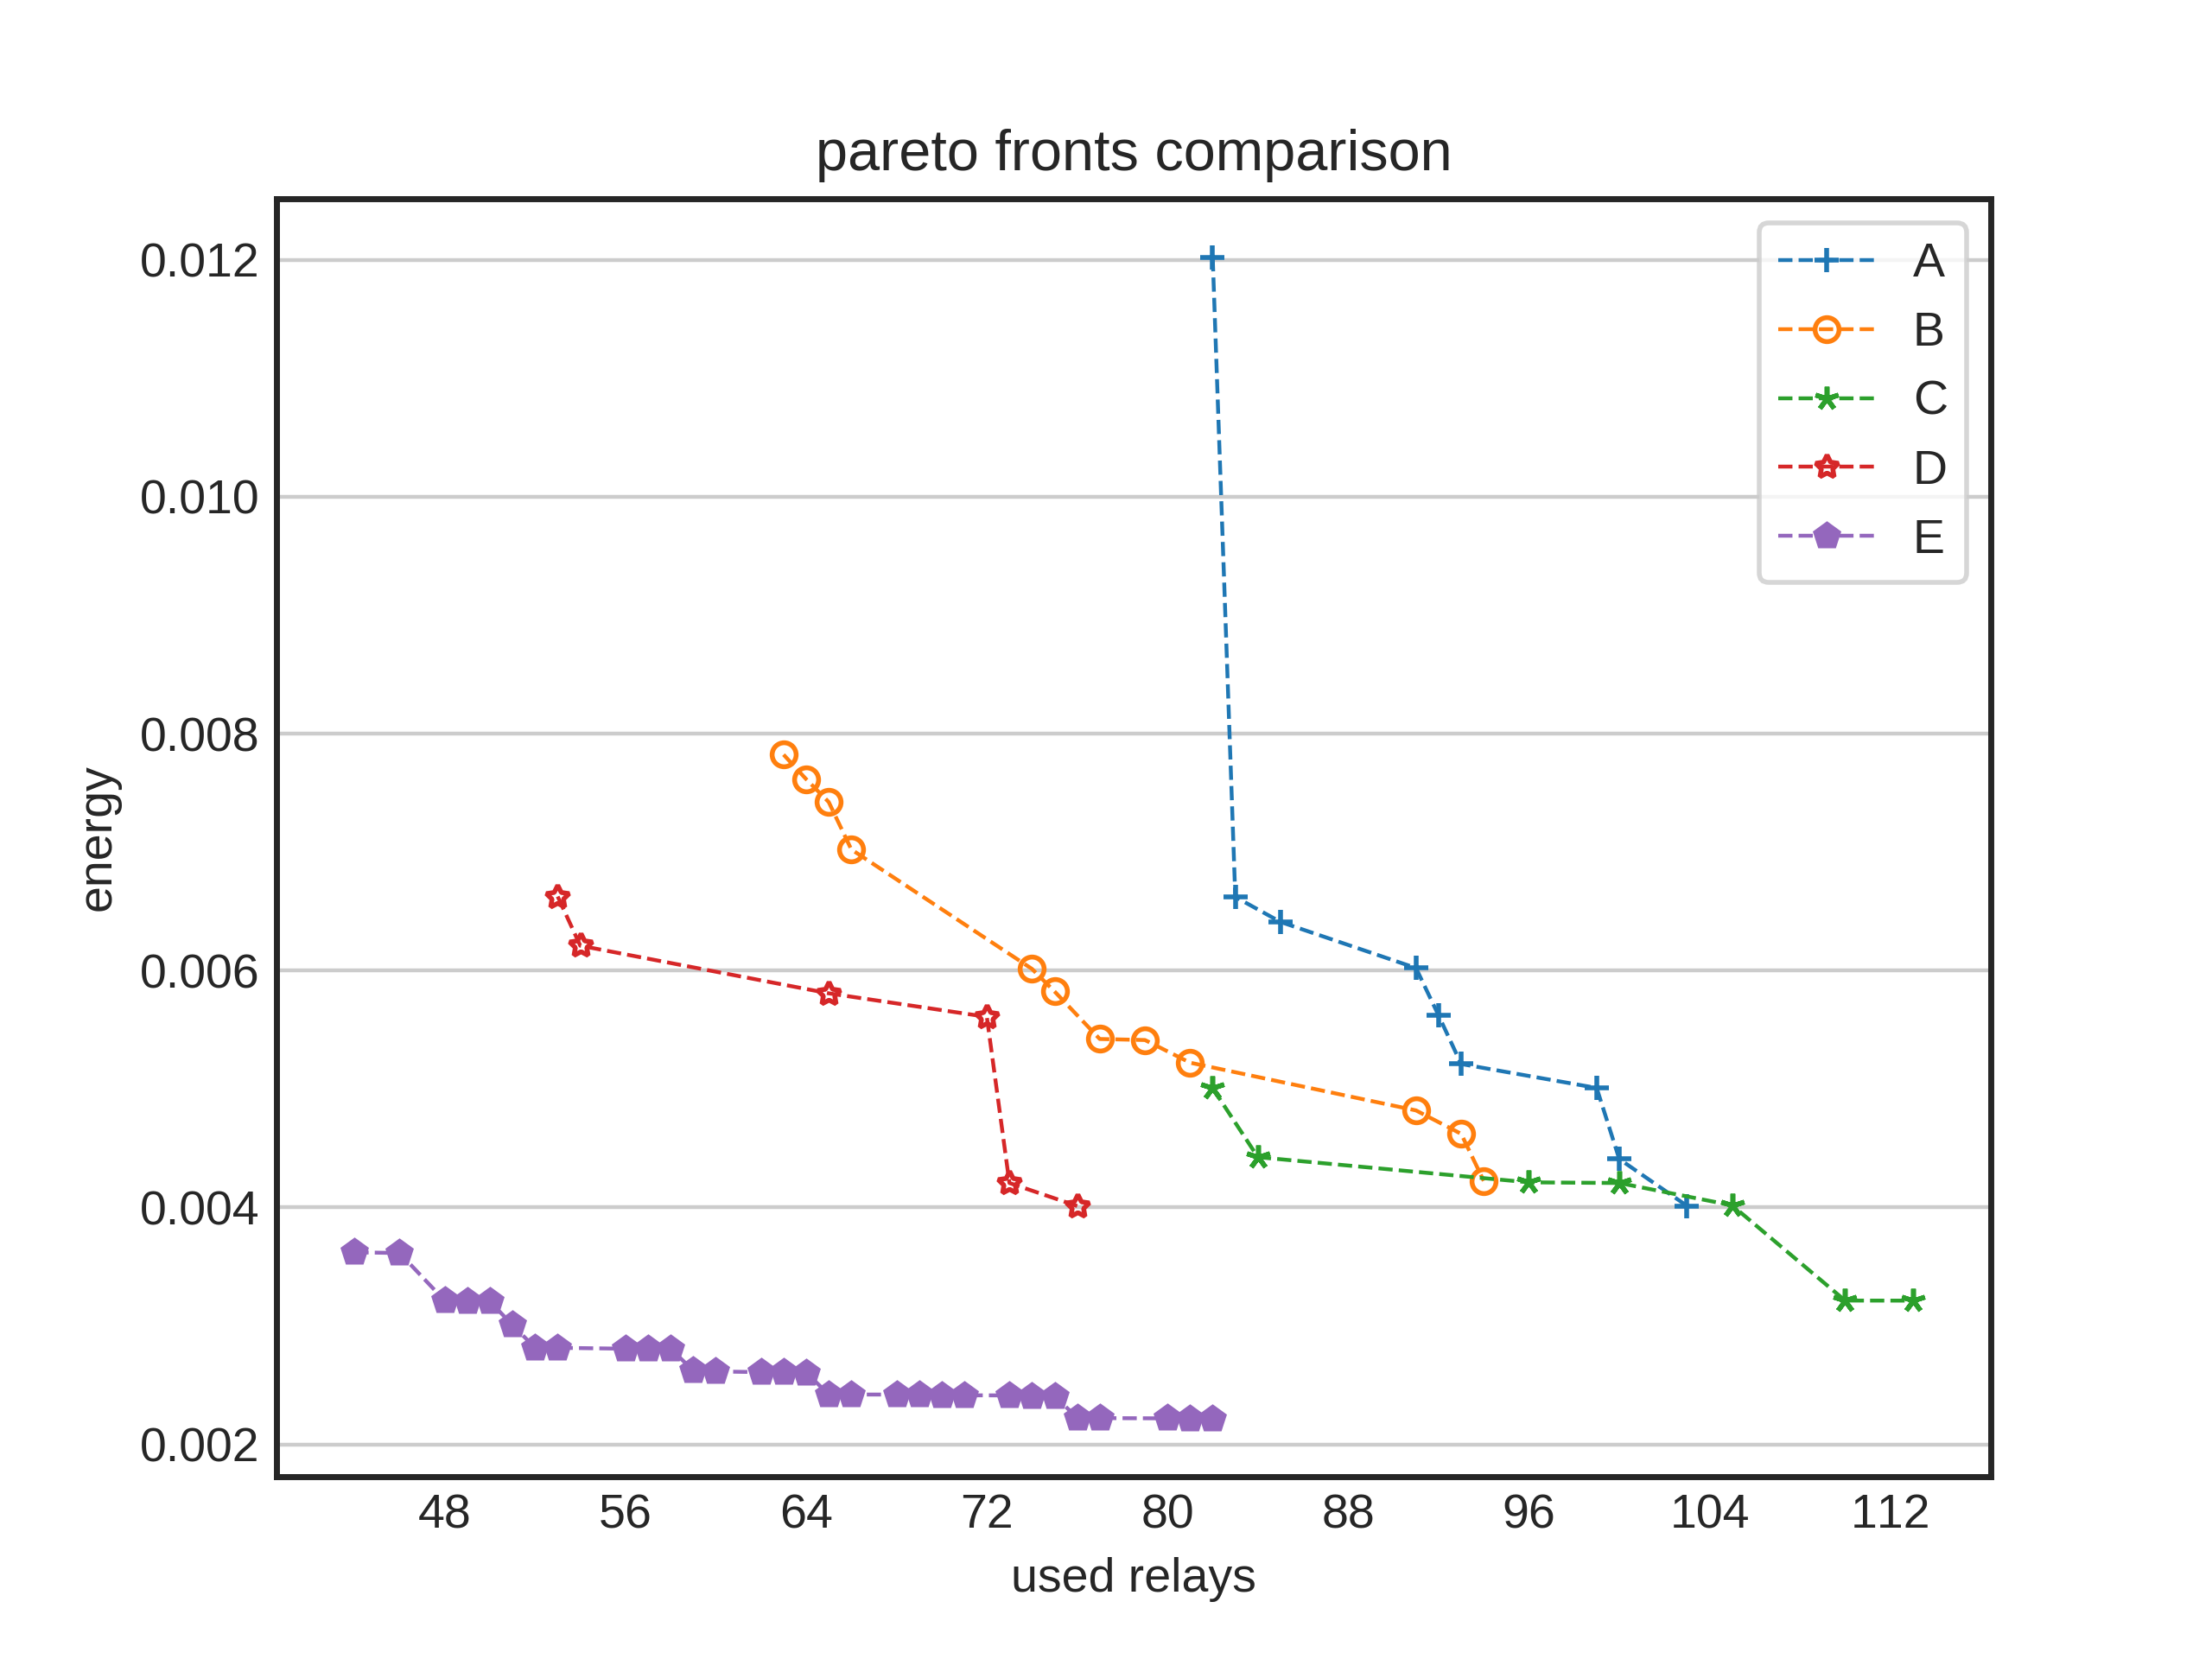 pareto fronts comparison
0.012
0.010
0.008
0.006
0.004
0.002
energy
A
B
C
D
E
48 56 64 72 80 88 96 104 112
used relays